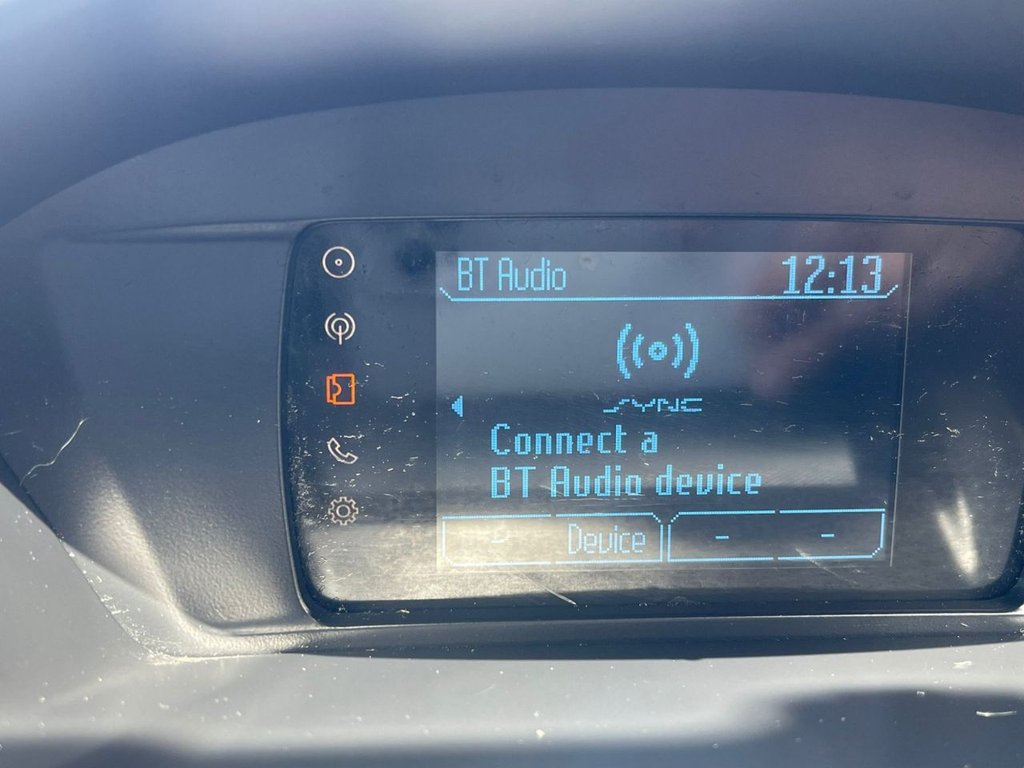 BT Audio 12:13
SYNC
Connect a
BT Audio device
Device - -